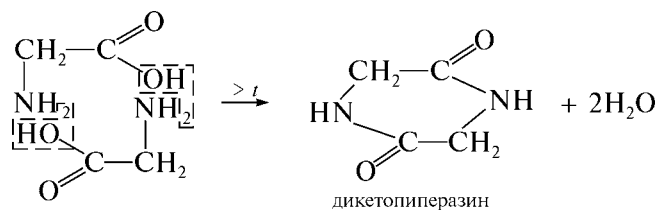 CH₂ C O OH
NH₂ NH₂
HO
O C CH₂
> t
CH₂ C O
HN NH
O C CH₂
+ 2H₂O
дикетопиперазин